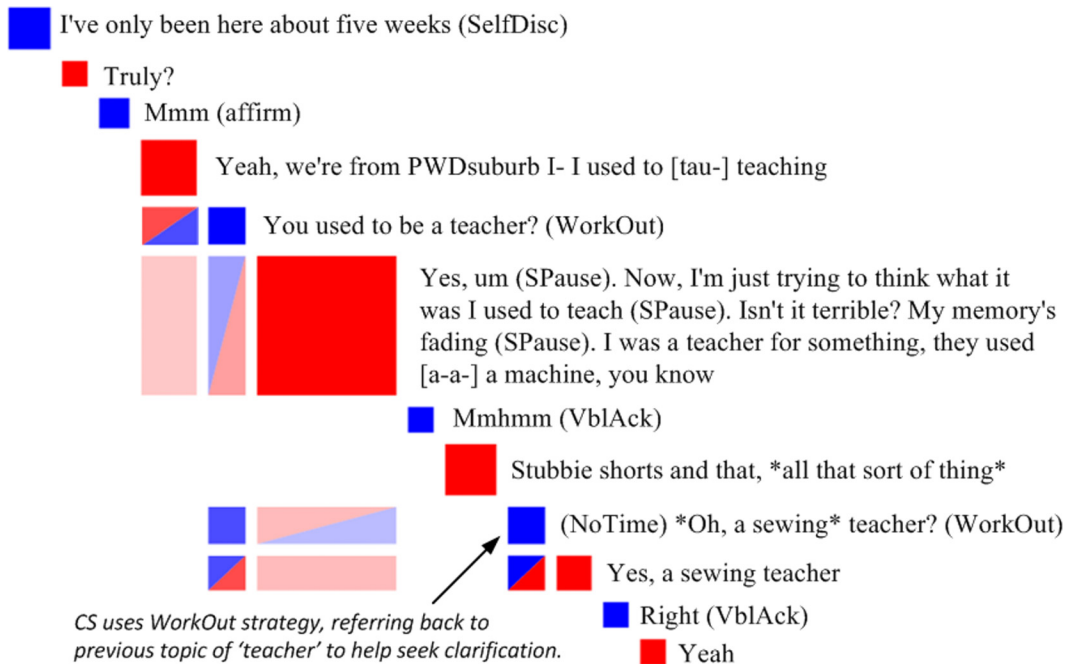 I've only been here about five weeks (SelfDisc)
Truly?
Mmm (affirm)
Yeah, we're from PWDsuburb I- I used to [tau-] teaching
You used to be a teacher? (WorkOut)
Yes, um (SPause). Now, I'm just trying to think what it
was I used to teach (SPause). Isn't it terrible? My memory's
fading (SPause). I was a teacher for something, they used
[a-a-] a machine, you know
Mmhmm (VblAck)
Stubbie shorts and that, *all that sort of thing*
(NoTime) *Oh, a sewing* teacher? (WorkOut)
Yes, a sewing teacher
CS uses WorkOut strategy, referring back to
previous topic of 'teacher' to help seek clarification.
Right (VblAck)
Yeah